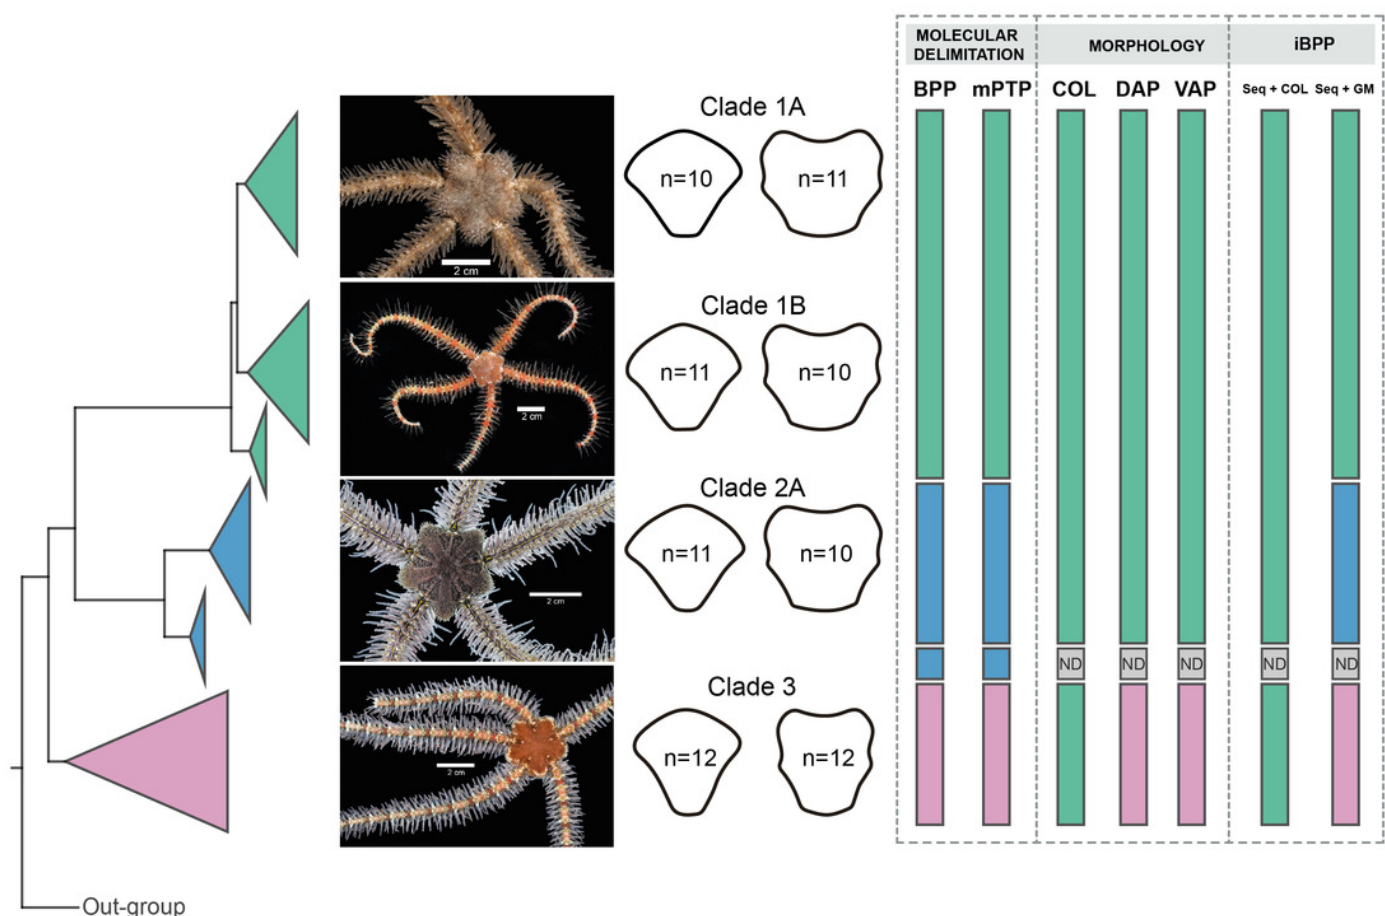 MOLECULAR
DELIMITATION
MORPHOLOGY
iBPP
BPP mPTP COL DAP VAP Seq + COL Seq + GM
Clade 1A
n=10 n=11
2 cm
Clade 1B
n=11 n=10
2 cm
Clade 2A
n=11 n=10
2 cm
ND ND ND ND ND
Clade 3
n=12 n=12
2 cm
Out-group